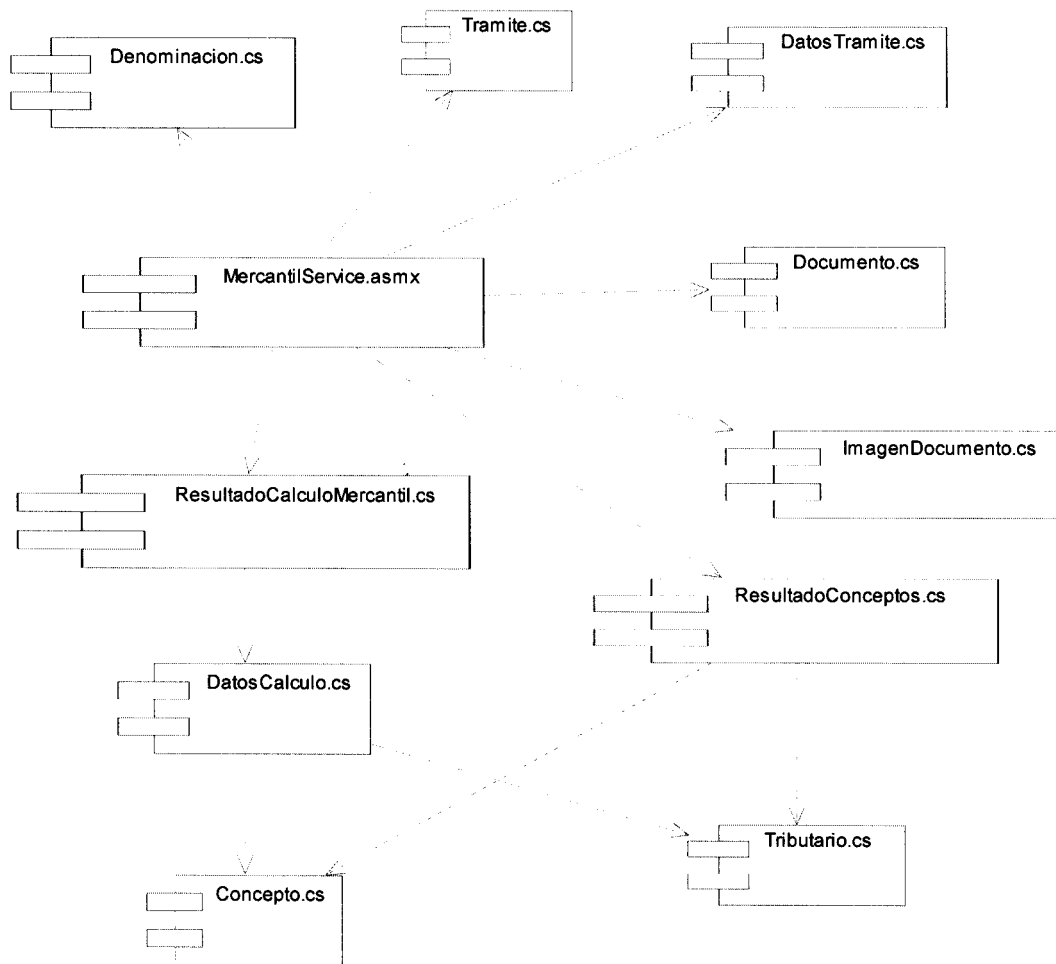 Denominacion.cs
Tramite.cs
DatosTramite.cs
MercantilService.asmx
Documento.cs
ImagenDocumento.cs
ResultadoCalculoMercantil.cs
ResultadoConceptos.cs
DatosCalculo.cs
Tributario.cs
Concepto.cs